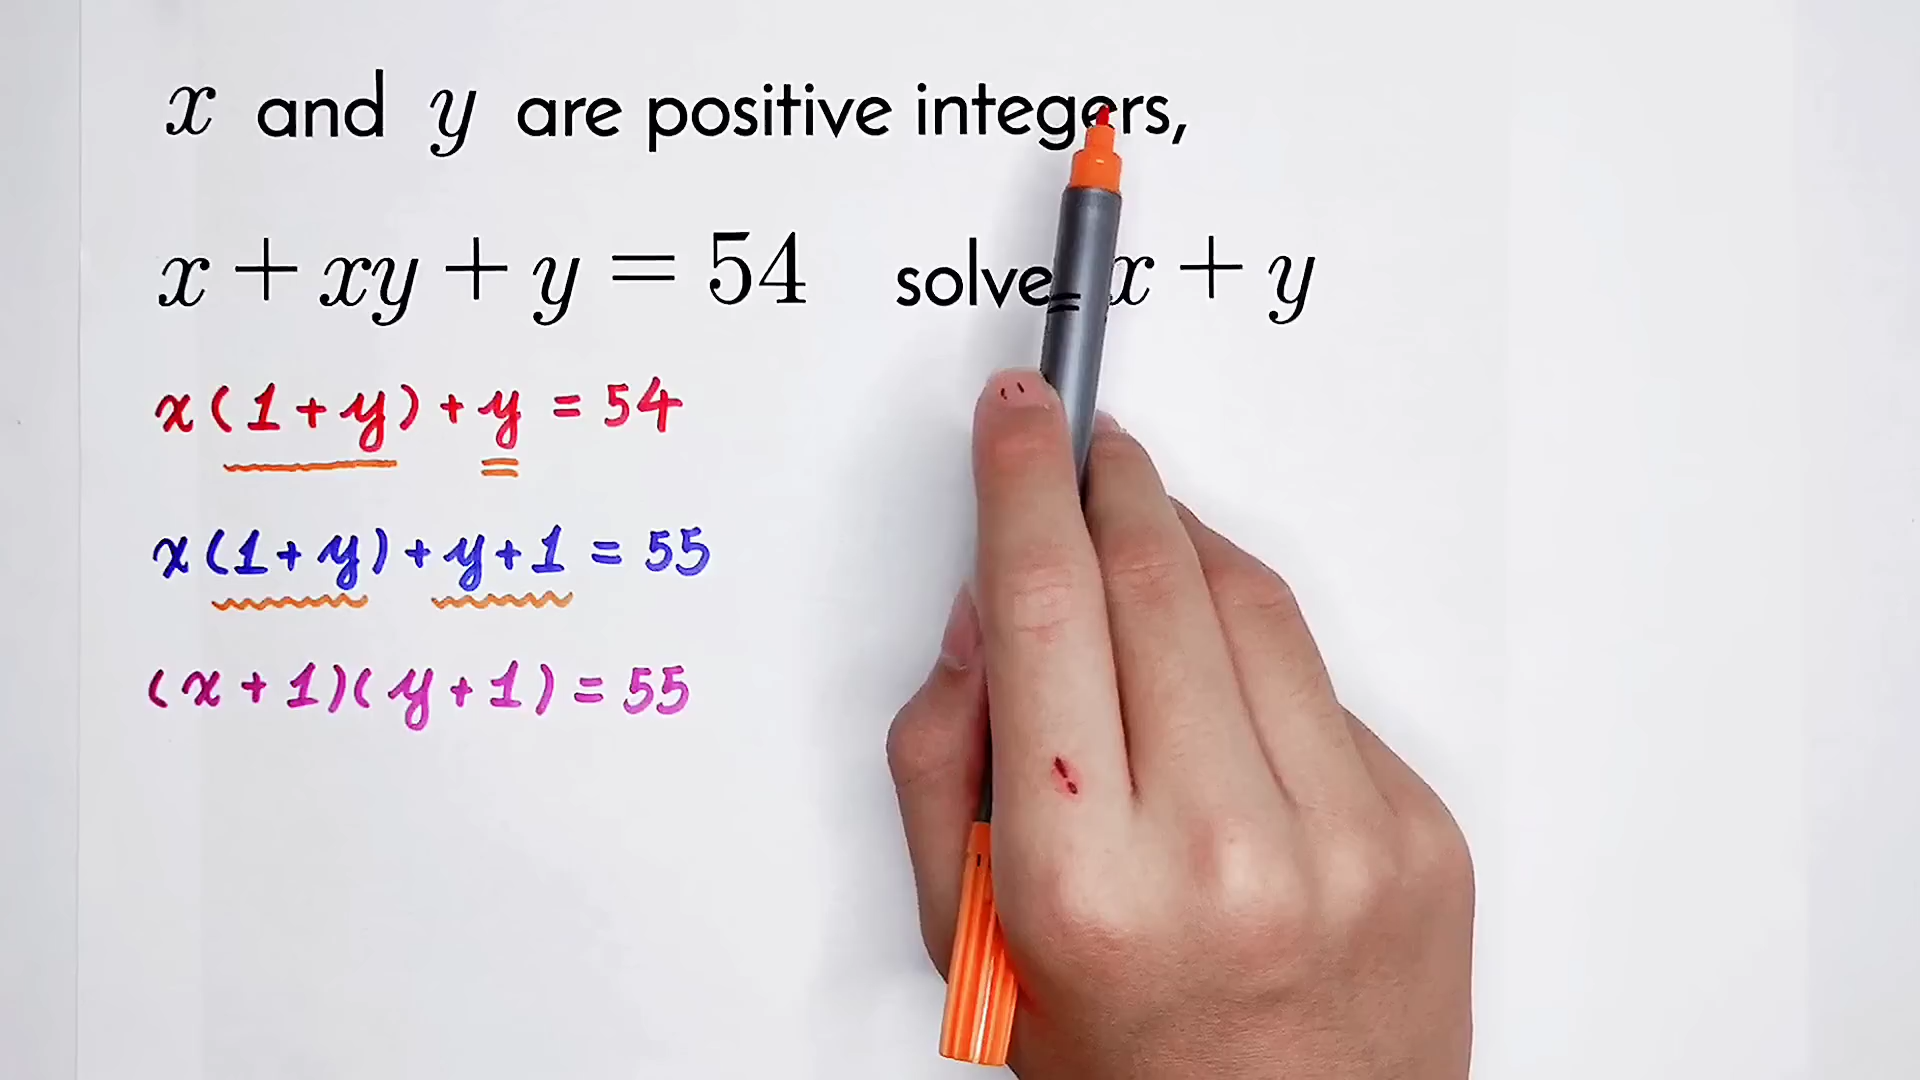 x and y are positive integers,
x + xy + y = 54 solve x + y
x(1+y)+y = 54
x(1+y)+y+1 = 55
(x+1)(y+1) = 55